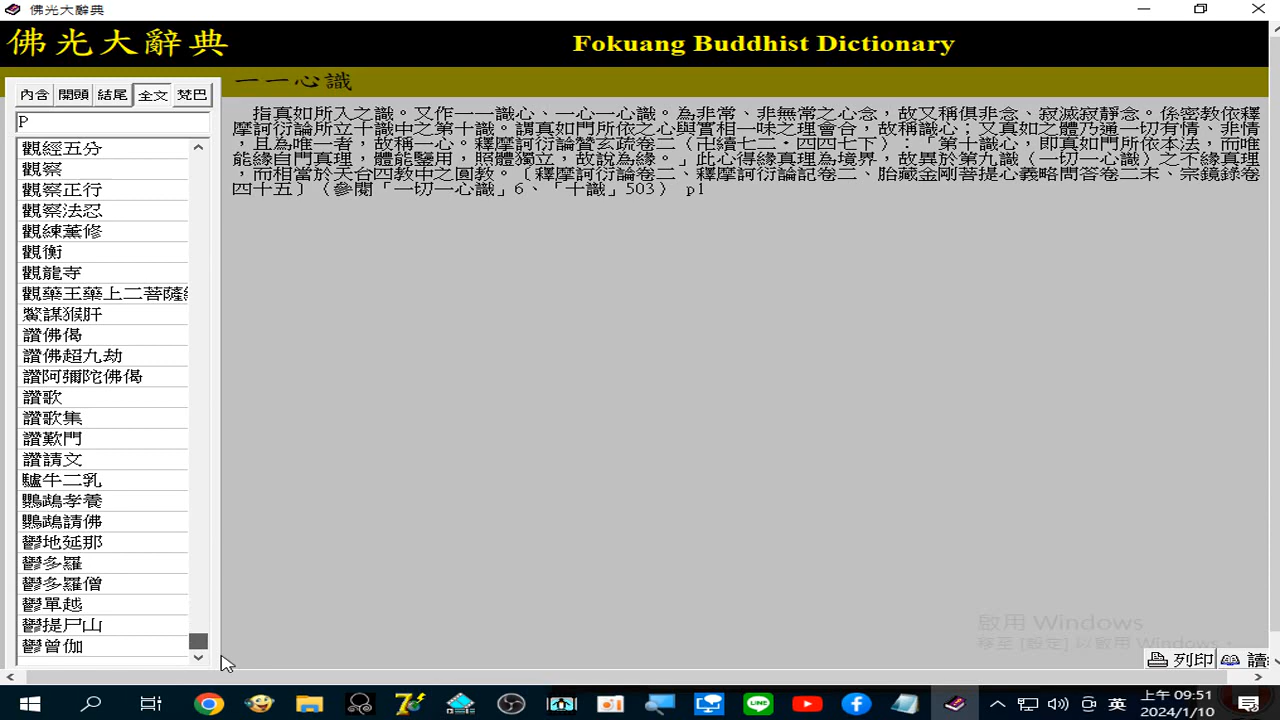 佛光大辭典
佛光大辭典
Fokuang Buddhist Dictionary
一一心識
內含 開頭 結尾 全文 梵巴
P
觀經五分
觀察
觀察正行
觀察法忍
觀練薰修
觀衡
觀龍寺
觀藥王藥上二菩薩
驚謀猴肝
讚佛偈
讚佛超九劫
讚阿彌陀佛偈
讚歌
讚歌集
讚歎門
讚請文
驢牛二乳
鸚鵡孝養
鸚鵡請佛
鬱地延那
鬱多羅
鬱多羅僧
鬱單越
鬱提尸山
鬱曾伽
指真如所入之識。又作一一識心、一心一心識。為非常、非無常之心念，故又稱俱非念、寂滅寂靜念。係密教依釋
摩訶衍論所立十識中之第十識。謂真如門所依之心與實相一味之理會合，故稱識心；又真如之體乃通一切有情、非情
，且為唯一者，故稱一心。釋摩訶衍論贊玄疏卷二（卍續七二・四四七下）：「第十識心，即真如門所依本法，而唯
能緣自門真理，體能鑒用，照體獨立，故說為緣。」此心得緣真理為境界，故異於第九識（一切一心識）之不緣真理
，而相當於天台四教中之圓教。〔釋摩訶衍論卷二、釋摩訶衍論記卷二、胎藏金剛菩提心義略問答卷二末、宗鏡錄卷
四十五〕（參閱「一切一心識」6、「十識」503） p1
啟用 Windows
移至 [設定] 以啟用 Windows。
列印 讀
英
上午 09:51
2024/1/10